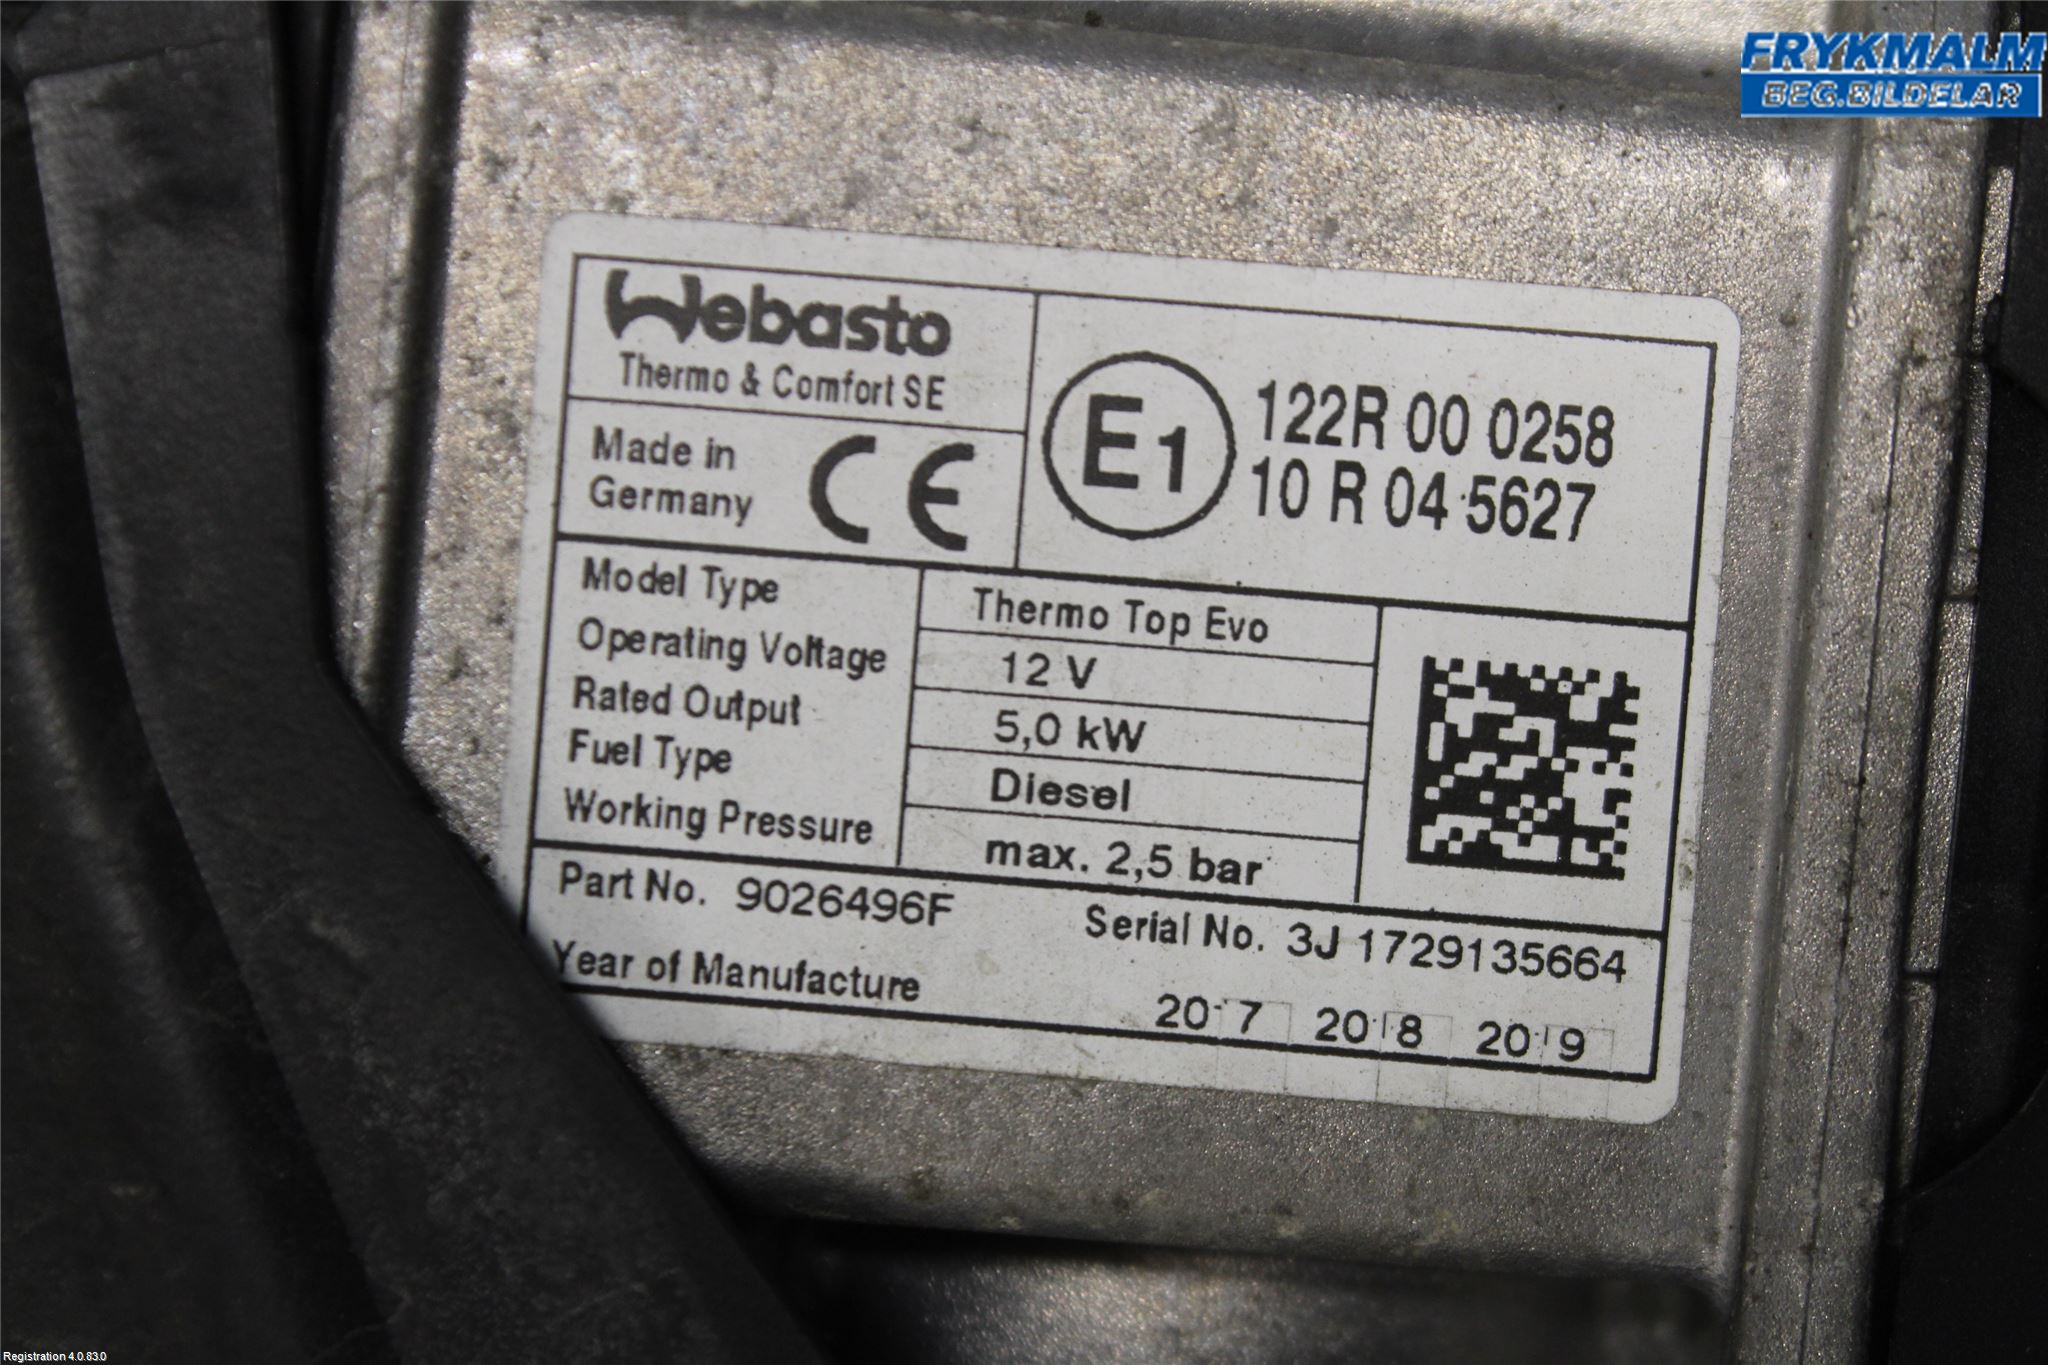 FRYKMALM
BEG.BILDELAR
Webasto
Thermo & Comfort SE
Made in
Germany
CE
E1
122R 00 0258
10 R 04 5627
Model Type Thermo Top Evo
Operating Voltage 12 V
Rated Output 5,0 kW
Fuel Type Diesel
Working Pressure max. 2,5 bar
Part No. 9026496F Serial No. 3J 1729135664
Year of Manufacture 2017 2018 2019
Registration 4.0.83.0